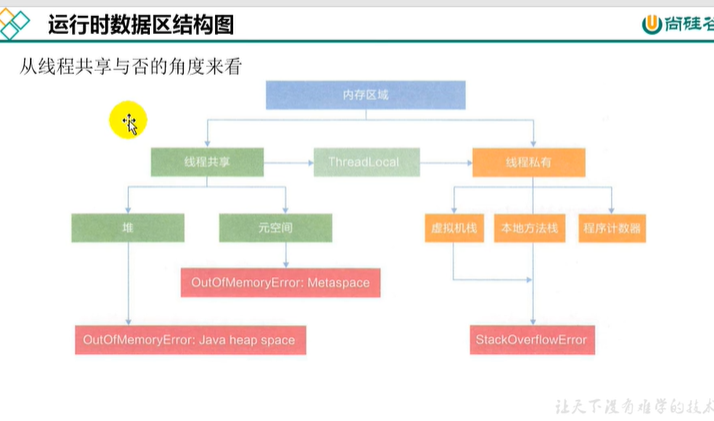 运行时数据区结构图
尚硅谷
从线程共享与否的角度来看
内存区域
线程共享
ThreadLocal
线程私有
堆
元空间
虚拟机栈
本地方法栈
程序计数器
OutOfMemoryError: Metaspace
OutOfMemoryError: Java heap space
StackOverflowError
让天下没有难学的技术